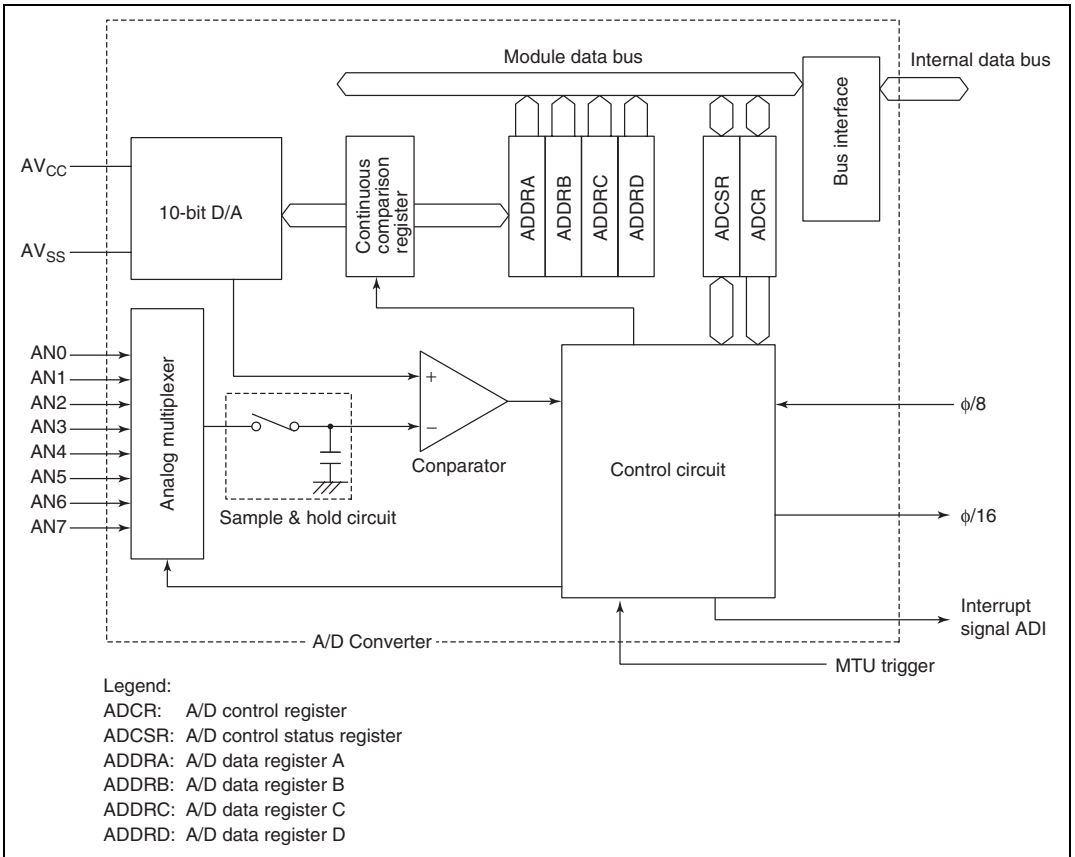 Module data bus
Internal data bus
Bus interface
AVCC
AVSS
10-bit D/A
Continuous
comparison
register
ADDRA
ADDRB
ADDRC
ADDRD
ADCSR
ADCR
AN0
AN1
AN2
AN3
AN4
AN5
AN6
AN7
Analog multiplexer
+
−
Conparator
Sample & hold circuit
Control circuit
ϕ/8
ϕ/16
Interrupt
signal ADI
A/D Converter
MTU trigger
Legend:
ADCR: A/D control register
ADCSR: A/D control status register
ADDRA: A/D data register A
ADDRB: A/D data register B
ADDRC: A/D data register C
ADDRD: A/D data register D